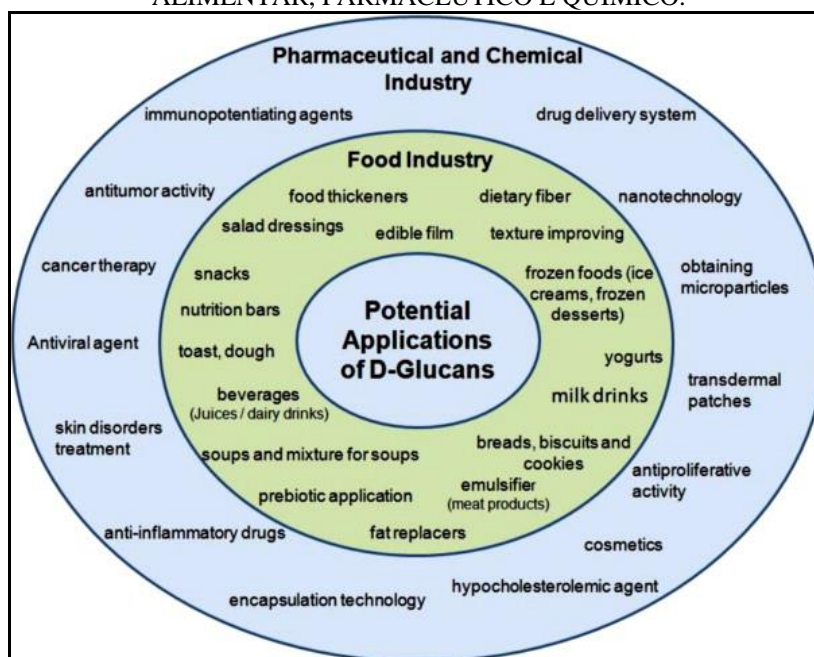 ALIMENTAR, FARMACÊUTICO E QUÍMICO.
Pharmaceutical and Chemical
Industry
immunopotentiating agents
drug delivery system
Food Industry
antitumor activity
food thickeners
dietary fiber
nanotechnology
salad dressings
edible film
texture improving
cancer therapy
snacks
frozen foods (ice
creams, frozen
desserts)
obtaining
microparticles
nutrition bars
Potential
Applications
of D-Glucans
Antiviral agent
toast, dough
yogurts
beverages
(Juices / dairy drinks)
milk drinks
transdermal
patches
skin disorders
treatment
soups and mixture for soups
breads, biscuits and
cookies
prebiotic application
emulsifier
(meat products)
antiproliferative
activity
anti-inflammatory drugs
fat replacers
cosmetics
encapsulation technology
hypocholesterolemic agent